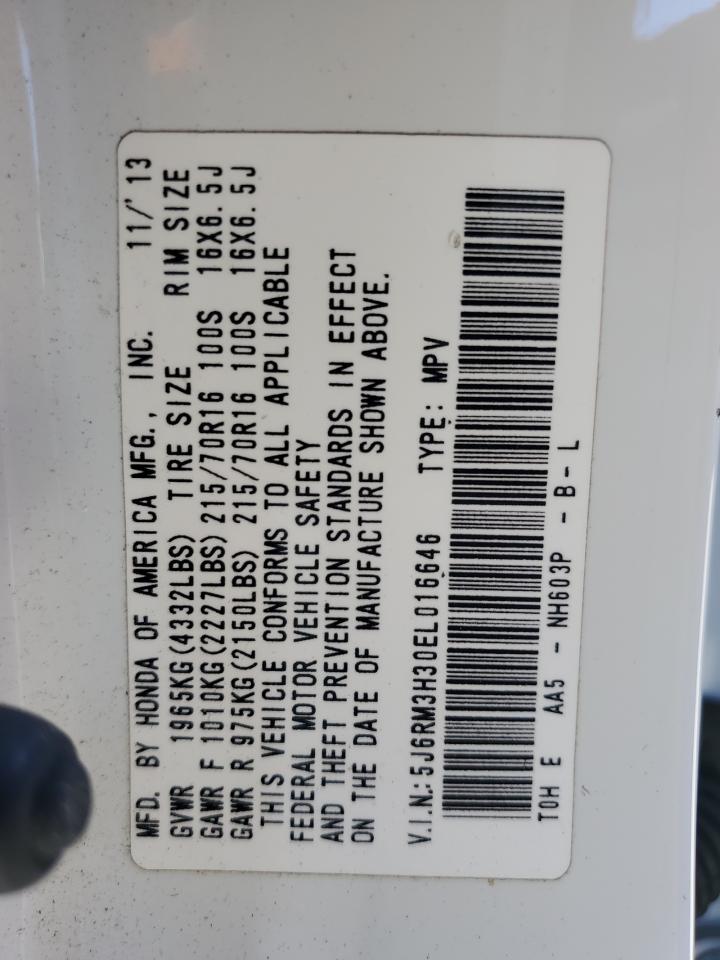 MFD. BY HONDA OF AMERICA MFG., INC. 11/'13
GVWR 1965KG(4332LBS) TIRE SIZE RIM SIZE
GAWR F 1010KG(2227LBS) 215/70R16 100S 16X6.5J
GAWR R 975KG(2150LBS) 215/70R16 100S 16X6.5J
THIS VEHICLE CONFORMS TO ALL APPLICABLE
FEDERAL MOTOR VEHICLE SAFETY
AND THEFT PREVENTION STANDARDS IN EFFECT
ON THE DATE OF MANUFACTURE SHOWN ABOVE.
V.I.N.: 5J6RM3H30EL016646 TYPE: MPV
T0H E AA5 - NH603P - B - L